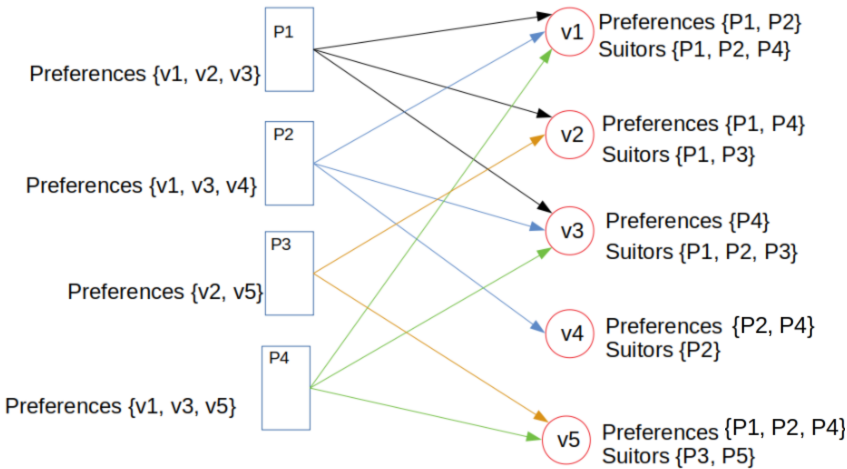 P1
Preferences {v1, v2, v3}
P2
Preferences {v1, v3, v4}
P3
Preferences {v2, v5}
P4
Preferences {v1, v3, v5}
v1
Preferences {P1, P2}
Suitors {P1, P2, P4}
v2
Preferences {P1, P4}
Suitors {P1, P3}
v3
Preferences {P4}
Suitors {P1, P2, P3}
v4
Preferences {P2, P4}
Suitors {P2}
v5
Preferences {P1, P2, P4}
Suitors {P3, P5}